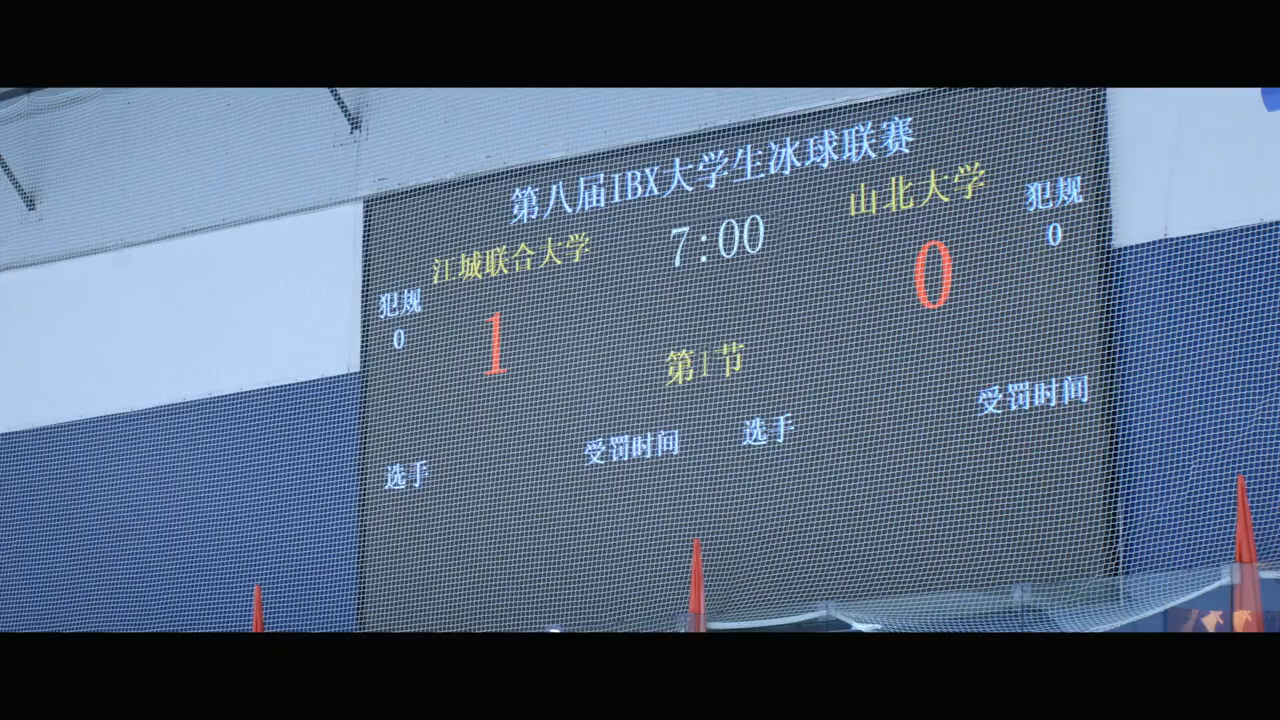 第八届IBX大学生冰球联赛
江城联合大学 7:00 山北大学 犯规
犯规 0
0 1 0
第1节
选手 受罚时间 选手 受罚时间